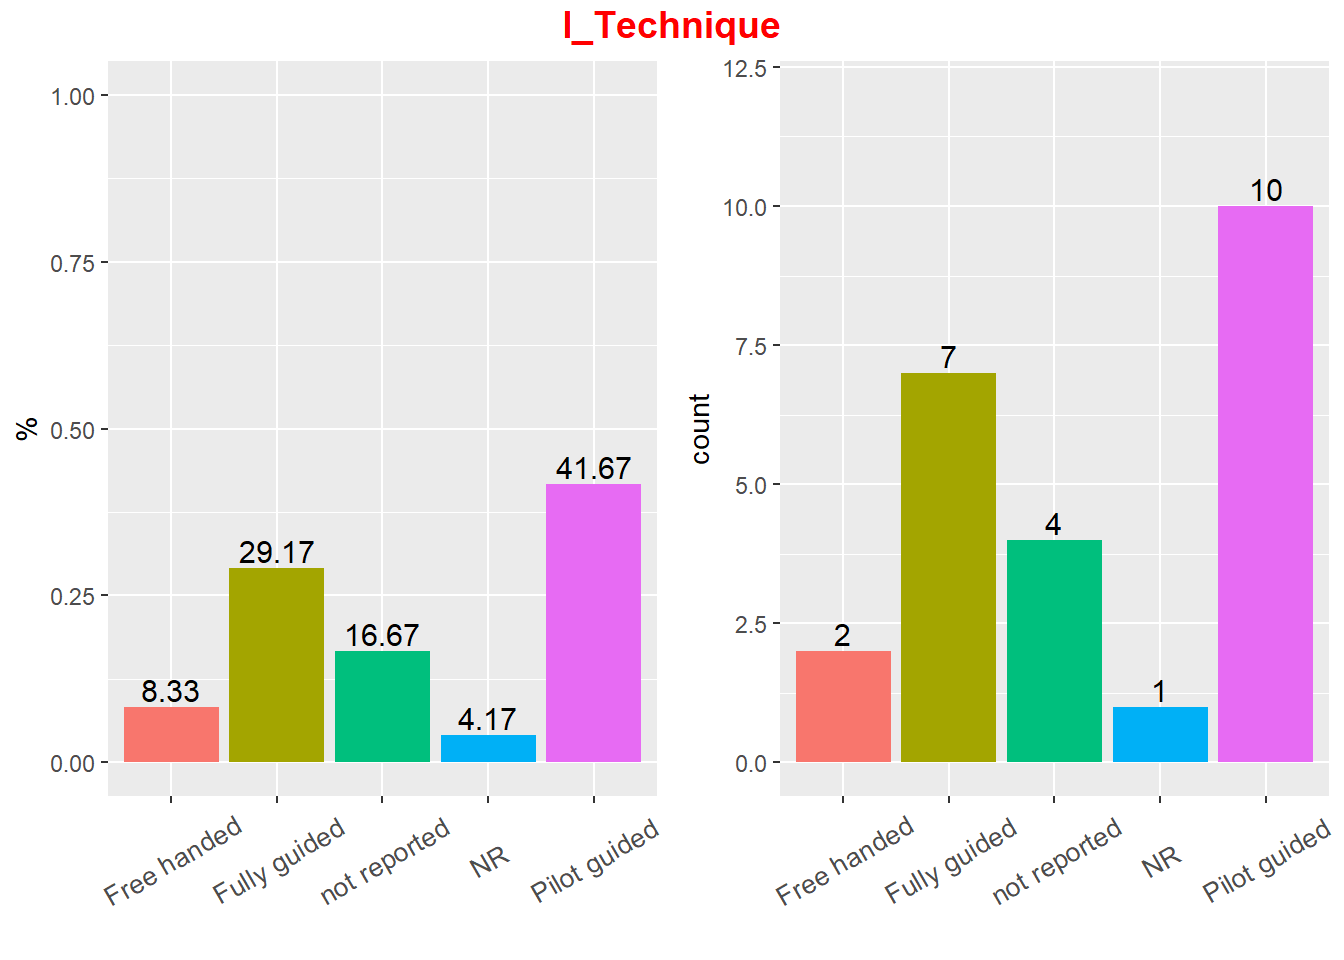 I_Technique
%
1.00
0.75
0.50
0.25
0.00
8.33
29.17
16.67
4.17
41.67
Free handed
Fully guided
not reported
NR
Pilot guided
count
12.5
10.0
7.5
5.0
2.5
0.0
2
7
4
1
10
Free handed
Fully guided
not reported
NR
Pilot guided